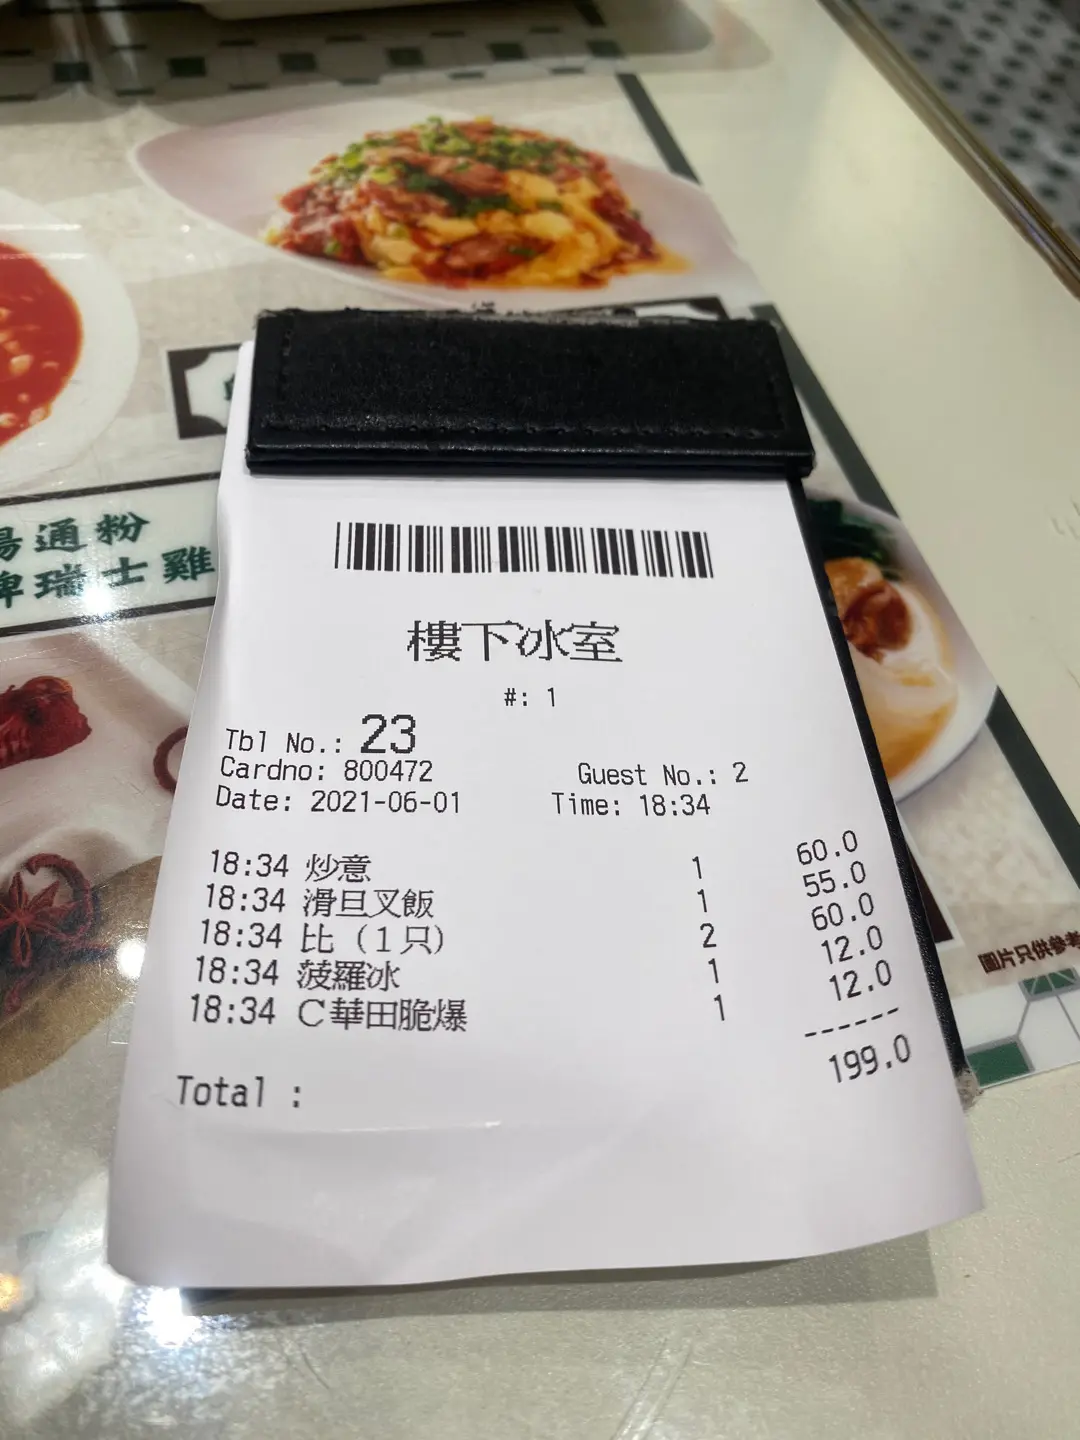 通粉
瑞士雞
樓下冰室
#: 1
Tbl No.: 23
Cardno: 800472 Guest No.: 2
Date: 2021-06-01 Time: 18:34
18:34 炒意 1 60.0
18:34 滑旦叉飯 1 55.0
18:34 比（1只） 2 60.0
18:34 菠羅冰 1 12.0
18:34 C華田脆爆 1 12.0
------
Total : 199.0
圖片只供參考